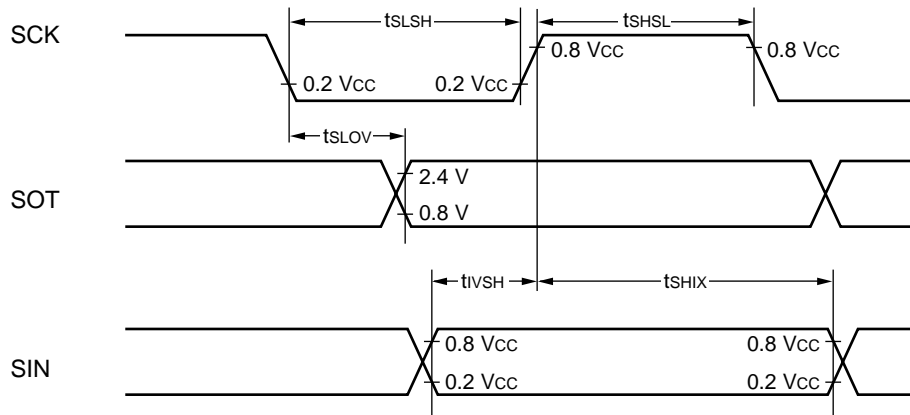 tSLSH tSHSL
SCK
0.8 VCC 0.8 VCC
0.2 VCC 0.2 VCC
tSLOV
2.4 V
SOT
0.8 V
tIVSH tSHIX
0.8 VCC 0.8 VCC
SIN
0.2 VCC 0.2 VCC